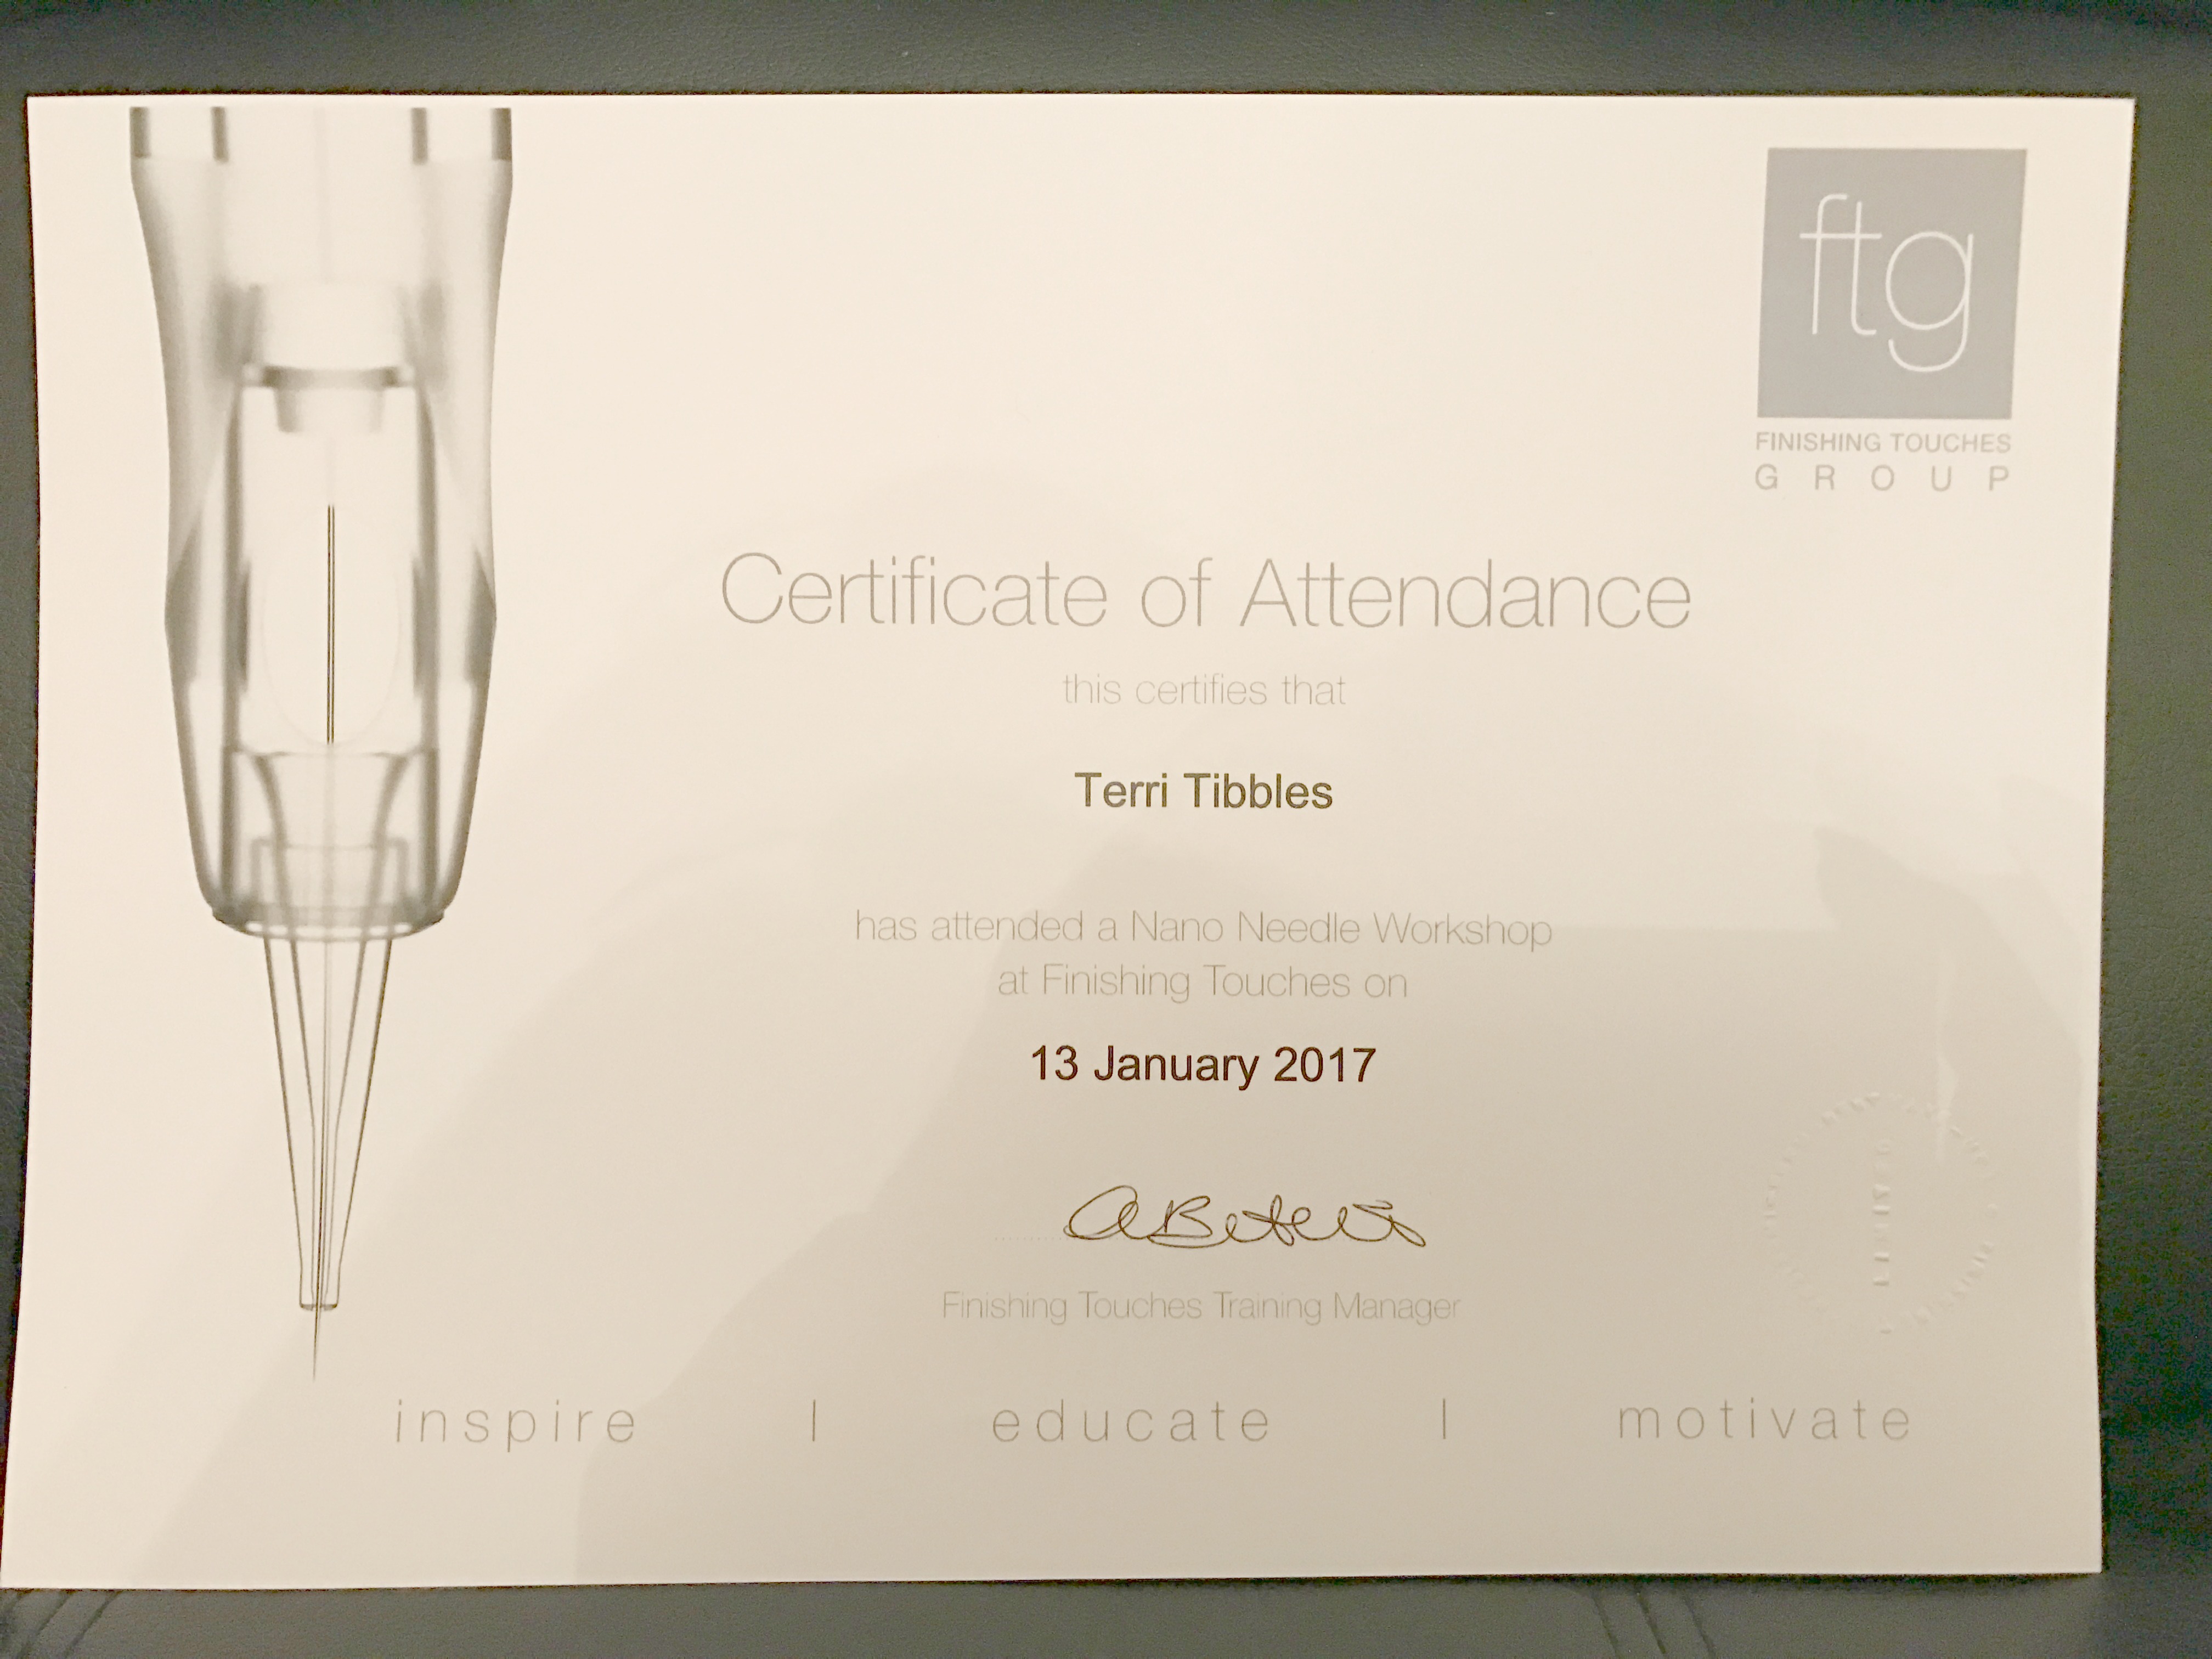 ftg
FINISHING TOUCHES
GROUP
Certificate of Attendance
this certifies that
Terri Tibbles
has attended a Nano Needle Workshop
at Finishing Touches on
13 January 2017
Finishing Touches Training Manager
inspire | educate | motivate